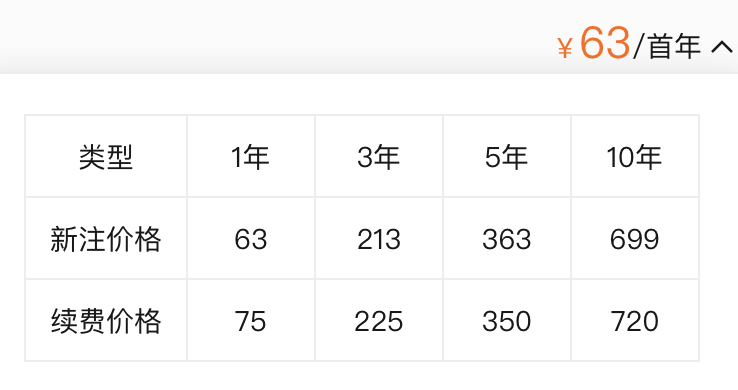 ¥63/首年
类型 1年 3年 5年 10年
新注价格 63 213 363 699
续费价格 75 225 350 720